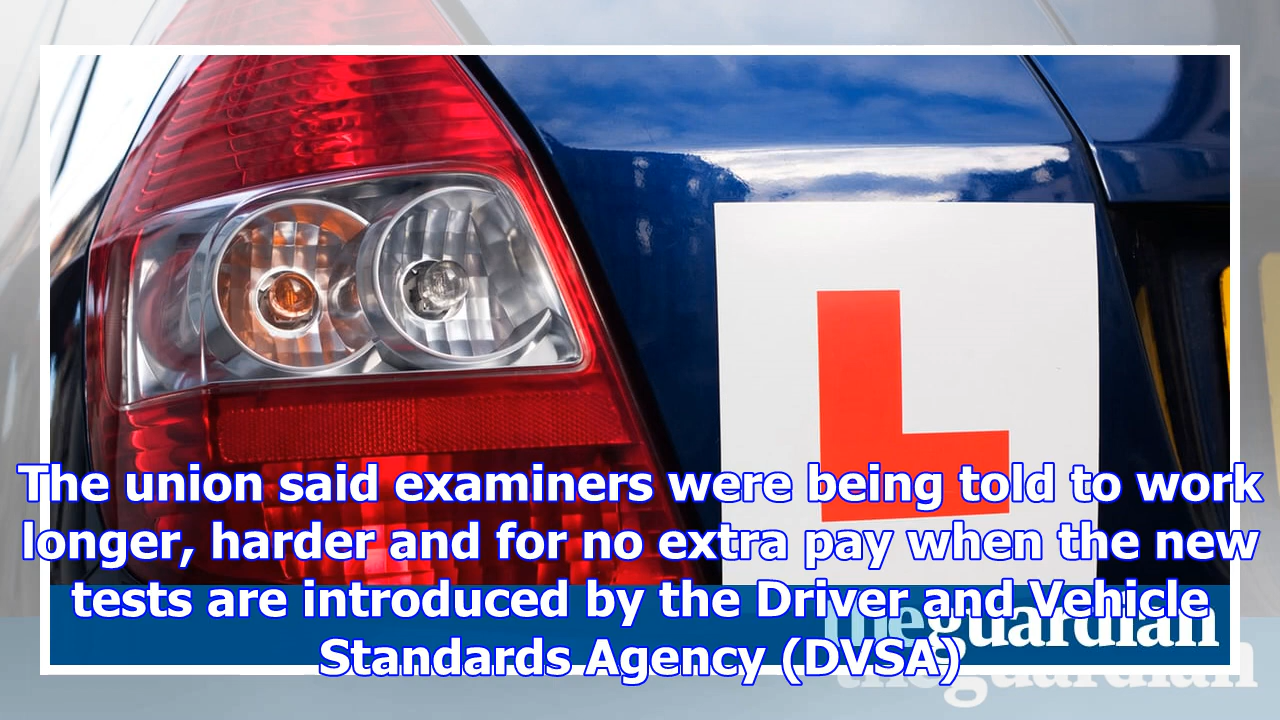 L
The union said examiners were being told to work
longer, harder and for no extra pay when the new
tests are introduced by the Driver and Vehicle
theguardian
Standards Agency (DVSA)
theguardian